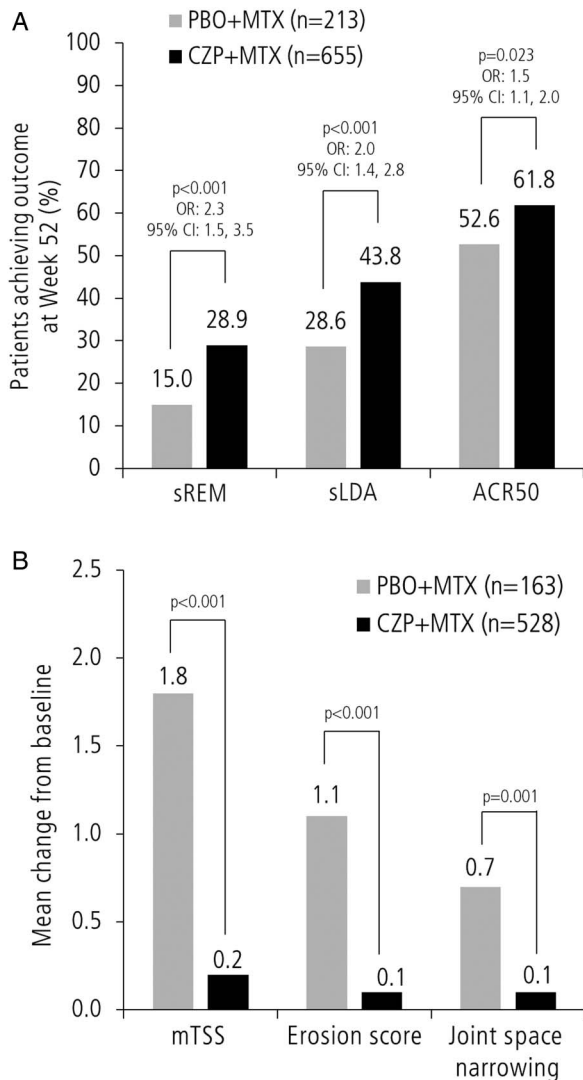 A
PBO+MTX (n=213)
CZP+MTX (n=655)
Patients achieving outcome
at Week 52 (%)
100
90
80
70
60
50
40
30
20
10
0
p<0.001
OR: 2.3
95% CI: 1.5, 3.5
15.0
28.9
p<0.001
OR: 2.0
95% CI: 1.4, 2.8
28.6
43.8
p=0.023
OR: 1.5
95% CI: 1.1, 2.0
52.6
61.8
sREM
sLDA
ACR50
B
PBO+MTX (n=163)
CZP+MTX (n=528)
Mean change from baseline
2.5
2.0
1.5
1.0
0.5
0.0
p<0.001
1.8
0.2
p<0.001
1.1
0.1
p=0.001
0.7
0.1
mTSS
Erosion score
Joint space
narrowing